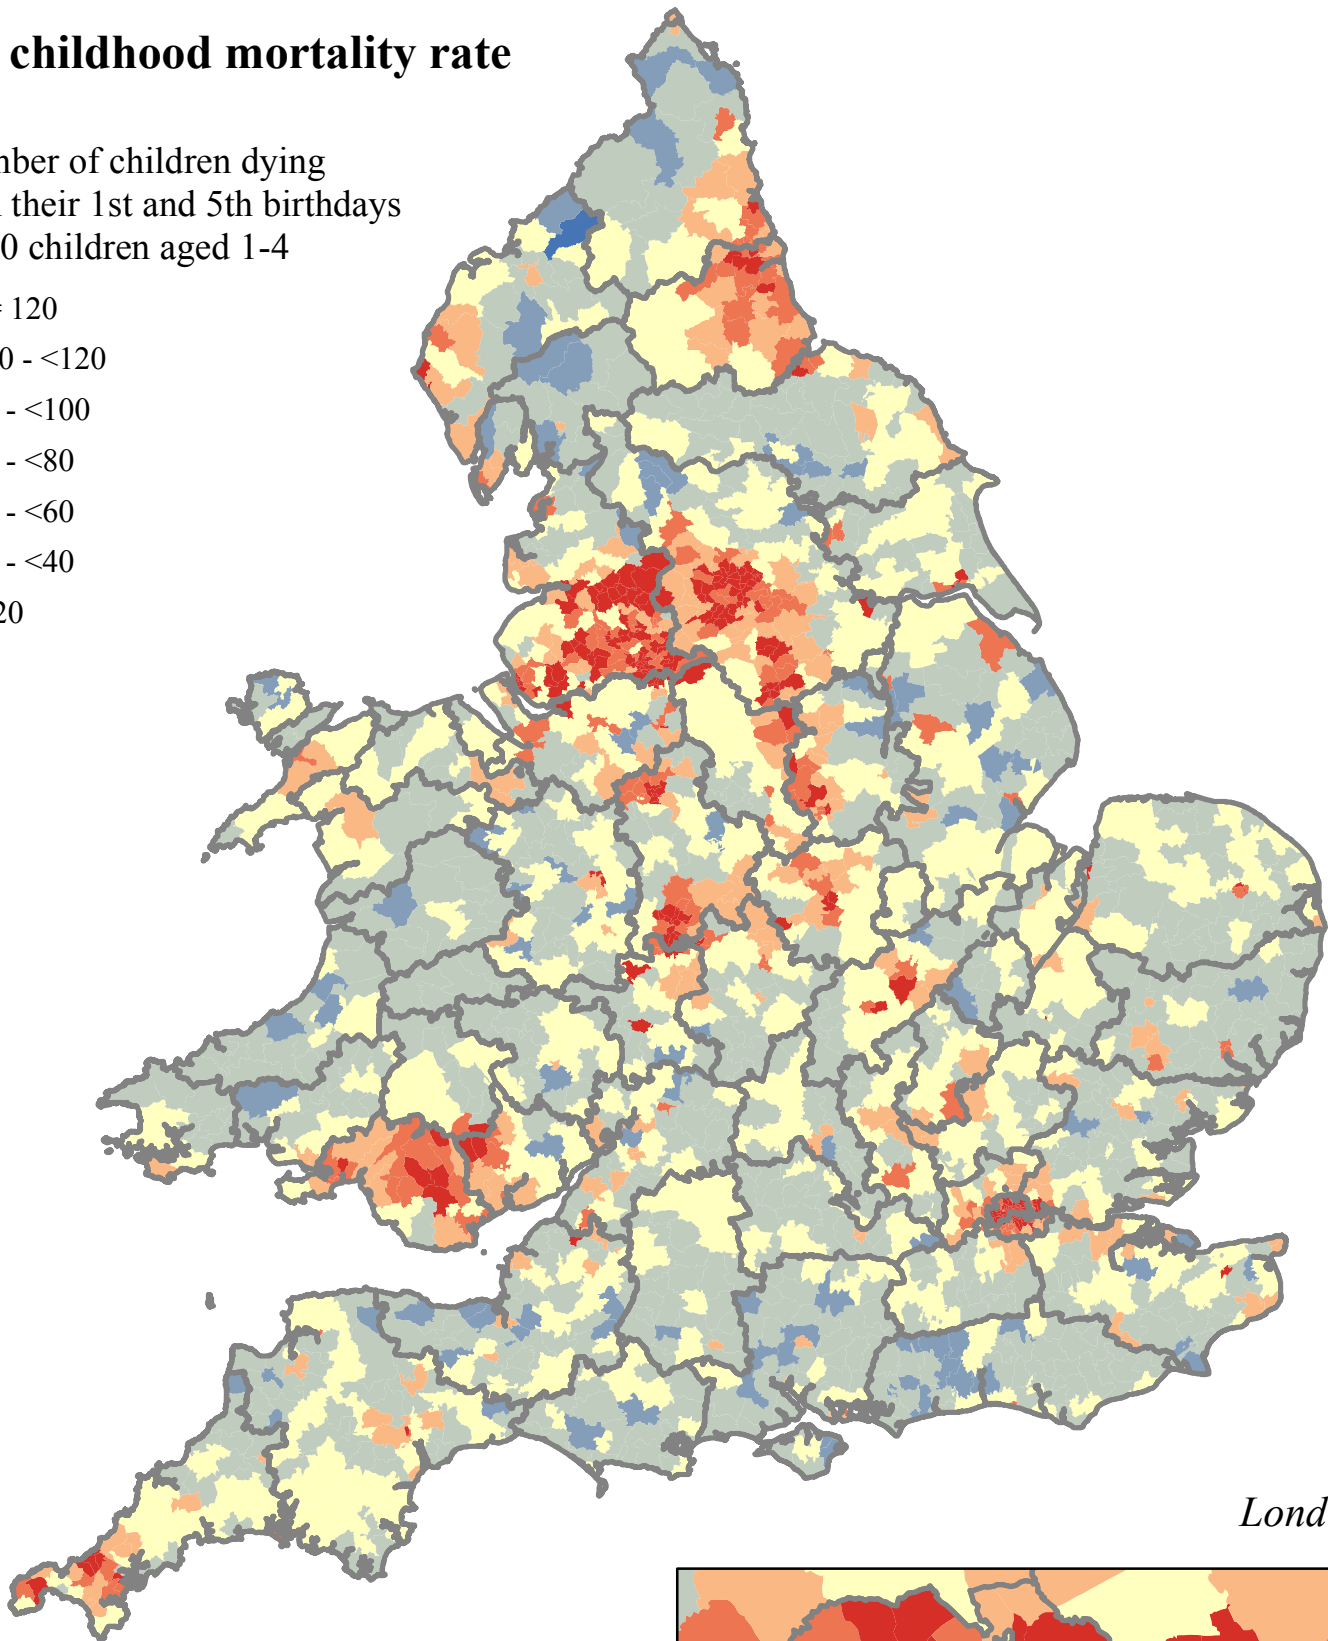 childhood mortality rate
mber of children dying
n their 1st and 5th birthdays
0 children aged 1-4
= 120
0 - <120
- <100
- <80
- <60
- <40
20
Lond